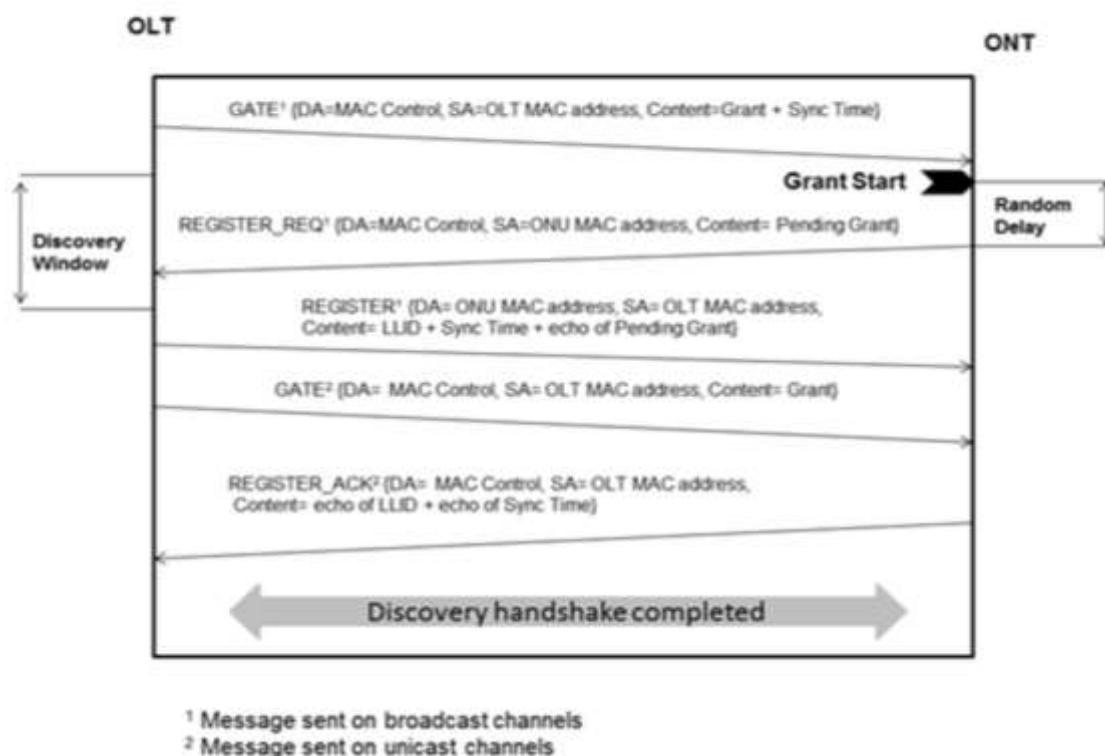 OLT
ONT
GATE¹ {DA=MAC Control, SA=OLT MAC address, Content=Grant + Sync Time}
Grant Start
Random
Delay
REGISTER_REQ¹ {DA=MAC Control, SA=ONU MAC address, Content= Pending Grant}
Discovery
Window
REGISTER¹ {DA= ONU MAC address, SA= OLT MAC address,
Content= LLID + Sync Time + echo of Pending Grant}
GATE² {DA= MAC Control, SA= OLT MAC address, Content= Grant}
REGISTER_ACK² {DA= MAC Control, SA= OLT MAC address,
Content= echo of LLID + echo of Sync Time}
Discovery handshake completed
¹ Message sent on broadcast channels
² Message sent on unicast channels